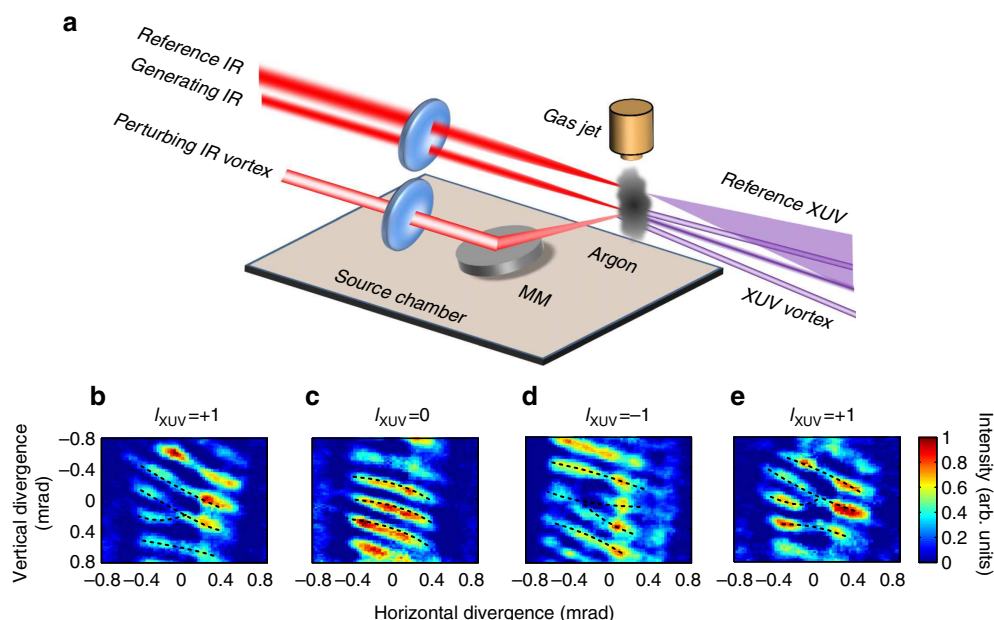 a
Reference IR
Generating IR
Perturbing IR vortex
Gas jet
Reference XUV
Argon
MM
Source chamber
XUV vortex
b
c
d
e
l XUV =+1
l XUV =0
l XUV =−1
l XUV =+1
−0.8
−0.4
0
0.4
0.8
Vertical divergence
(mrad)
−0.8 −0.4 0 0.4 0.8
−0.8 −0.4 0 0.4 0.8
−0.8 −0.4 0 0.4 0.8
−0.8 −0.4 0 0.4 0.8
Horizontal divergence (mrad)
1
0.8
0.6
0.4
0.2
0
Intensity (arb. units)